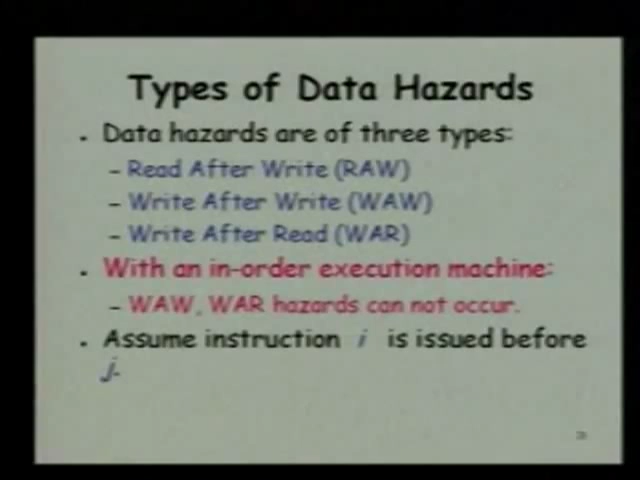 Types of Data Hazards
• Data hazards are of three types:
– Read After Write (RAW)
– Write After Write (WAW)
– Write After Read (WAR)
• With an in-order execution machine:
– WAW, WAR hazards can not occur.
• Assume instruction i is issued before
j.